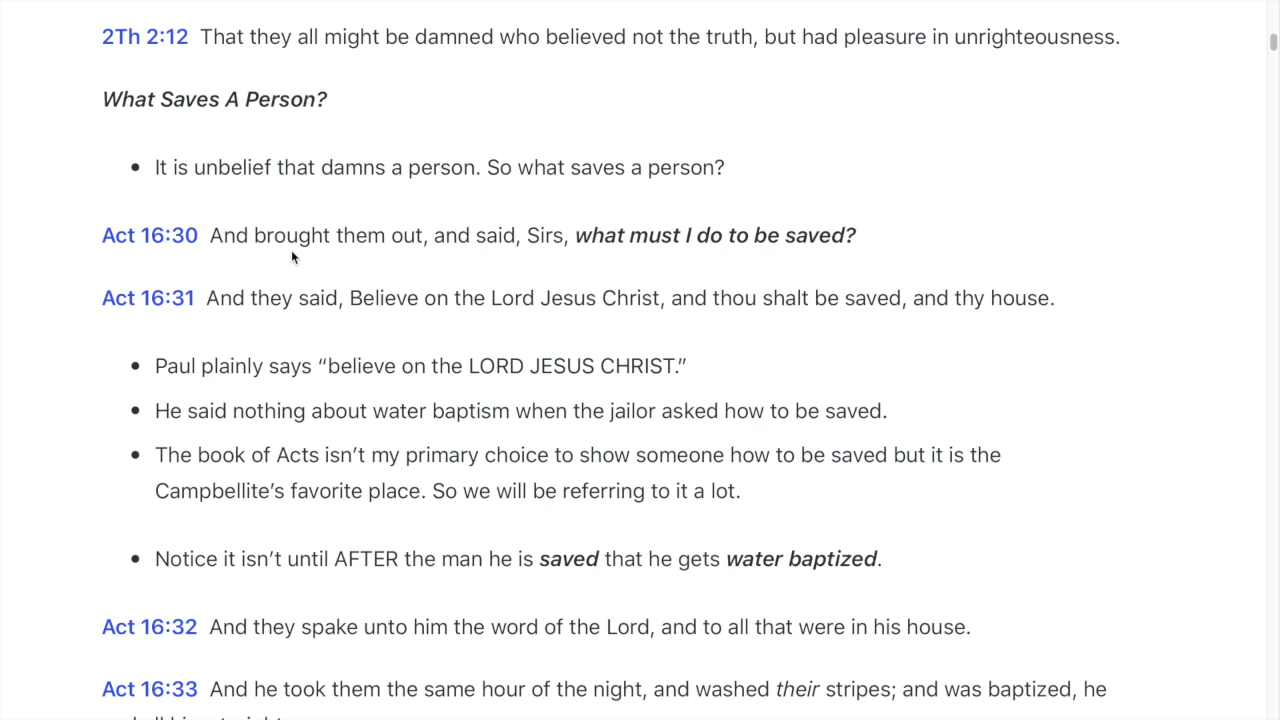 2Th 2:12 That they all might be damned who believed not the truth, but had pleasure in unrighteousness.
What Saves A Person?
• It is unbelief that damns a person. So what saves a person?
Act 16:30 And brought them out, and said, Sirs, what must I do to be saved?
Act 16:31 And they said, Believe on the Lord Jesus Christ, and thou shalt be saved, and thy house.
• Paul plainly says “believe on the LORD JESUS CHRIST.”
• He said nothing about water baptism when the jailor asked how to be saved.
• The book of Acts isn’t my primary choice to show someone how to be saved but it is the
Campbellite’s favorite place. So we will be referring to it a lot.
• Notice it isn’t until AFTER the man he is saved that he gets water baptized.
Act 16:32 And they spake unto him the word of the Lord, and to all that were in his house.
Act 16:33 And he took them the same hour of the night, and washed their stripes; and was baptized, he